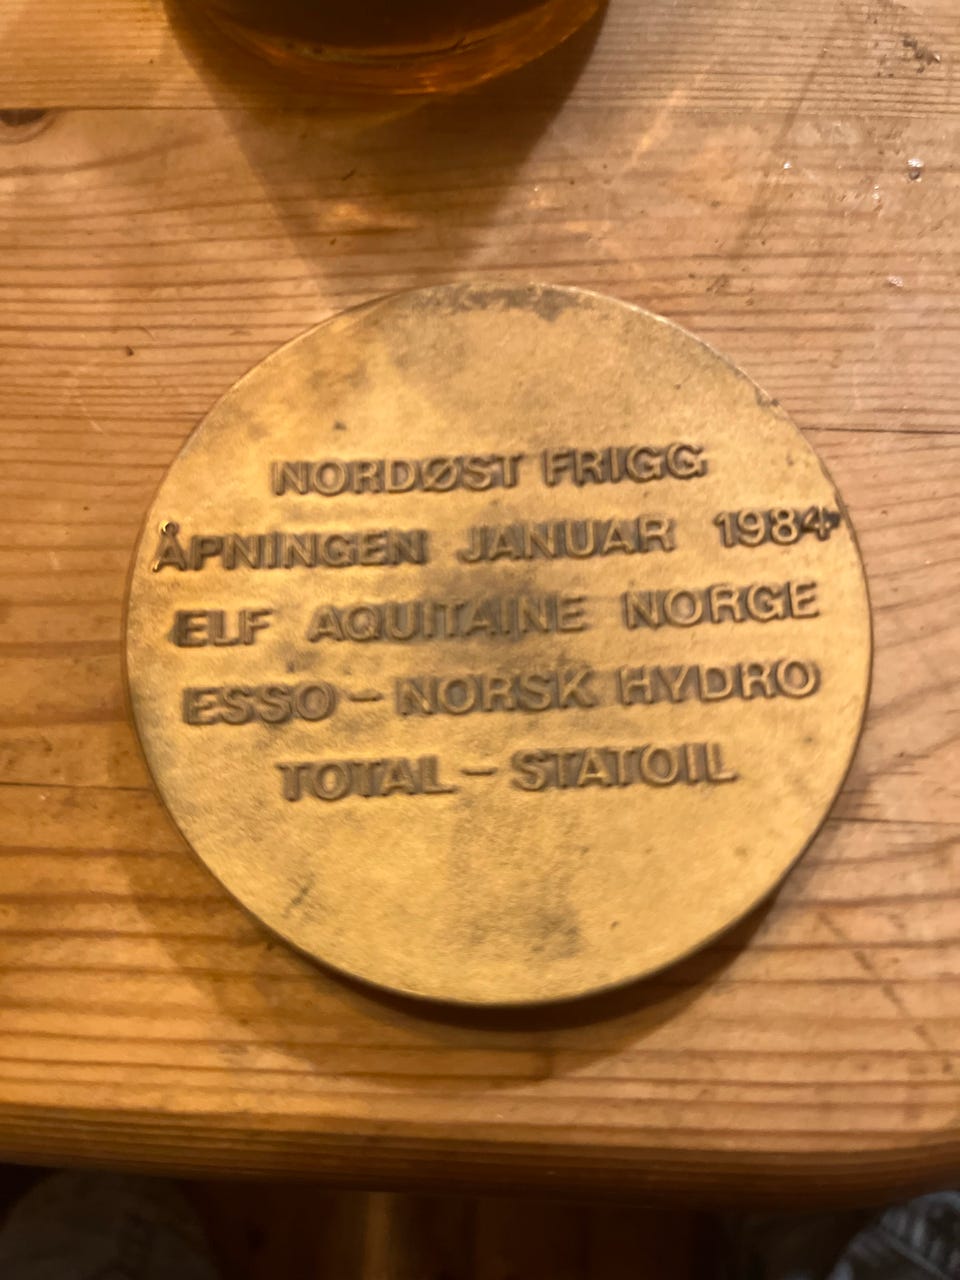 NORDØST FRIGG
ÅPNINGEN JANUAR 1984
ELF AQUITAINE NORGE
ESSO – NORSK HYDRO
TOTAL – STATOIL